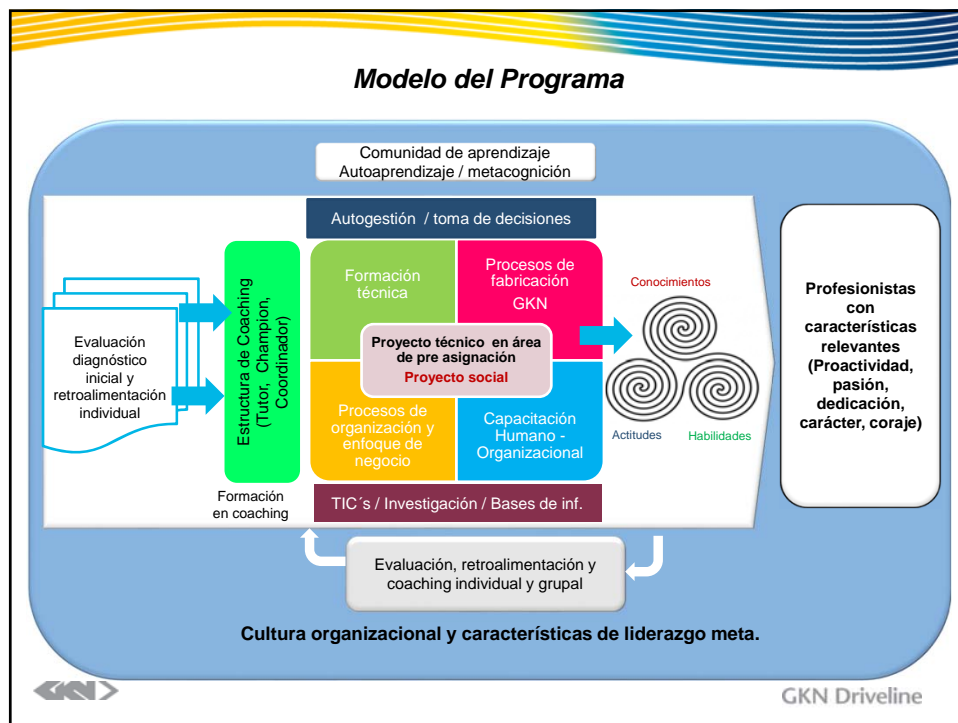 Modelo del Programa
Comunidad de aprendizaje
Autoaprendizaje / metacognición
Autogestión / toma de decisiones
Evaluación
diagnóstico
inicial y
retroalimentación
individual
Estructura de Coaching
(Tutor, Champion,
Coordinador)
Formación
en coaching
Formación
técnica
Procesos de
fabricación
GKN
Proyecto técnico en área
de pre asignación
Proyecto social
Procesos de
organización y
enfoque de
negocio
Capacitación
Humano -
Organizacional
TIC´s / Investigación / Bases de inf.
Conocimientos
Actitudes
Habilidades
Profesionistas
con
características
relevantes
(Proactividad,
pasión,
dedicación,
carácter, coraje)
Evaluación, retroalimentación y
coaching individual y grupal
Cultura organizacional y características de liderazgo meta.
GKN
GKN Driveline